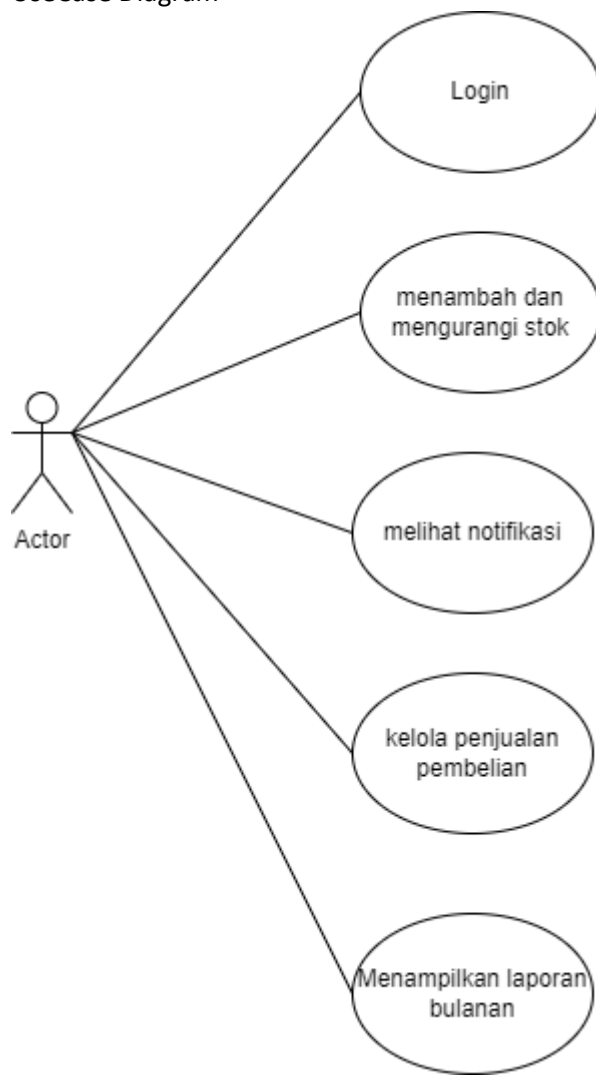 UseCase Diagram
Login
menambah dan
mengurangi stok
Actor
melihat notifikasi
kelola penjualan
pembelian
Menampilkan laporan
bulanan